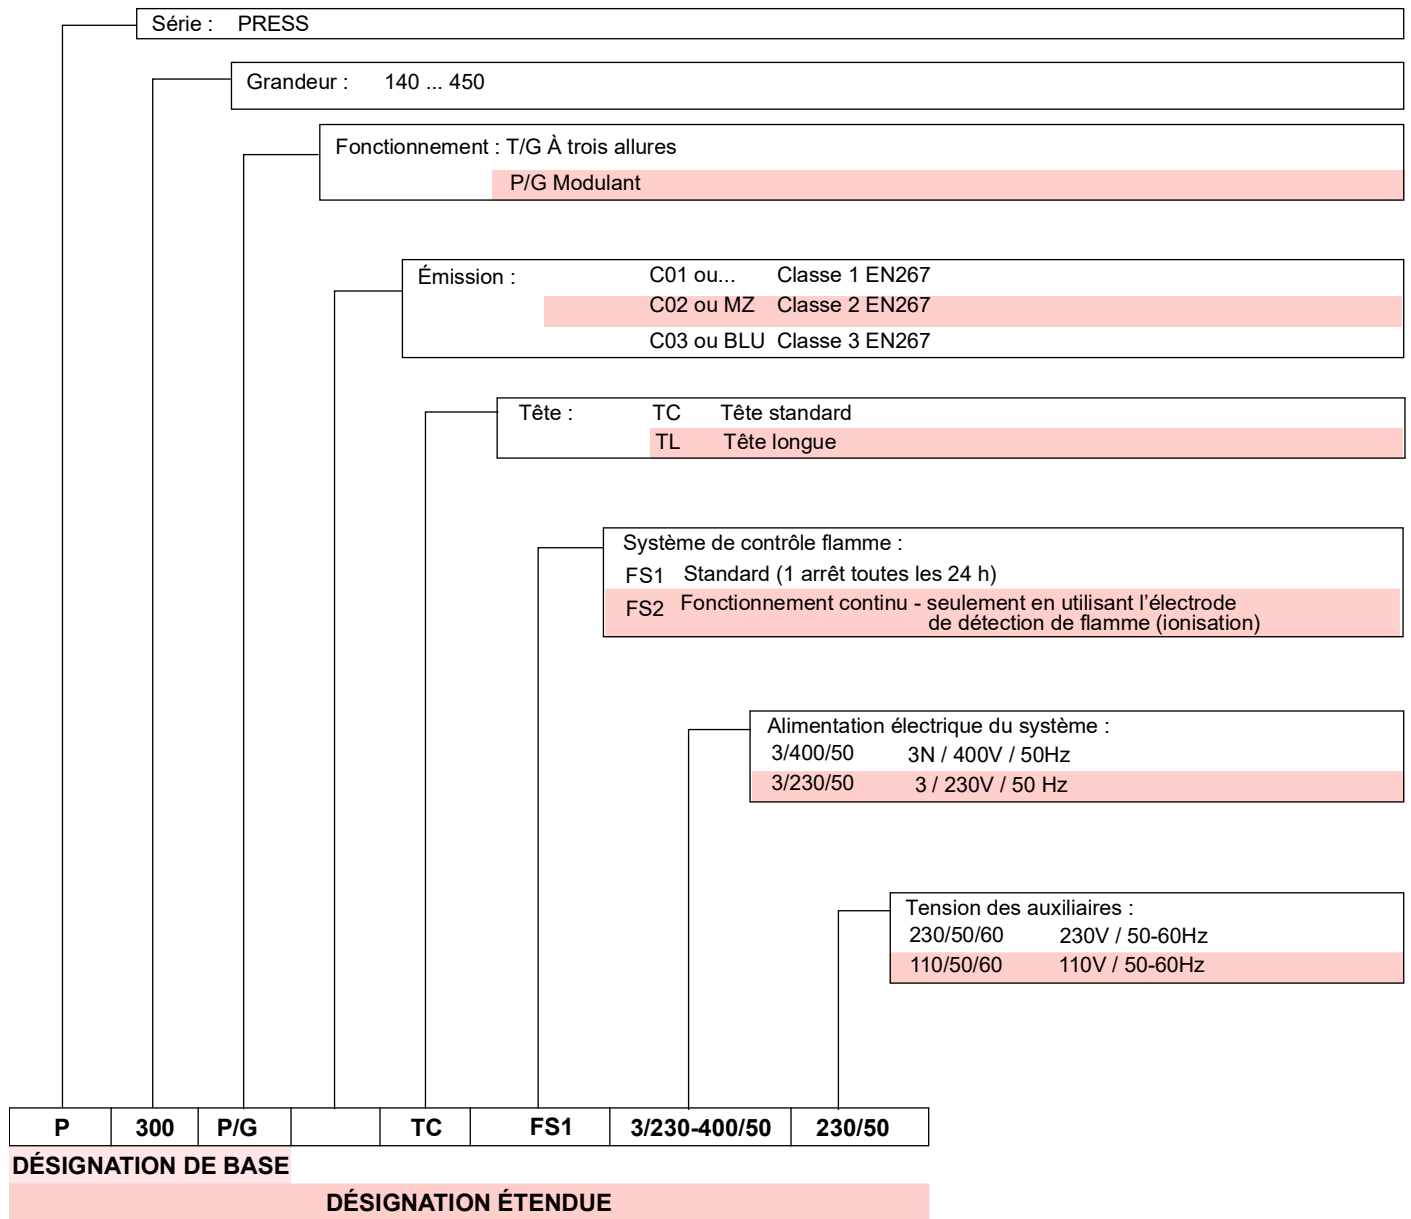 Série : PRESS
Grandeur : 140 ... 450
Fonctionnement : T/G À trois allures
P/G Modulant
Émission : C01 ou... Classe 1 EN267
C02 ou MZ Classe 2 EN267
C03 ou BLU Classe 3 EN267
Tête : TC Tête standard
TL Tête longue
Système de contrôle flamme :
FS1 Standard (1 arrêt toutes les 24 h)
FS2 Fonctionnement continu - seulement en utilisant l’électrode
de détection de flamme (ionisation)
Alimentation électrique du système :
3/400/50 3N / 400V / 50Hz
3/230/50 3 / 230V / 50 Hz
Tension des auxiliaires :
230/50/60 230V / 50-60Hz
110/50/60 110V / 50-60Hz
P 300 P/G TC FS1 3/230-400/50 230/50
DÉSIGNATION DE BASE
DÉSIGNATION ÉTENDUE